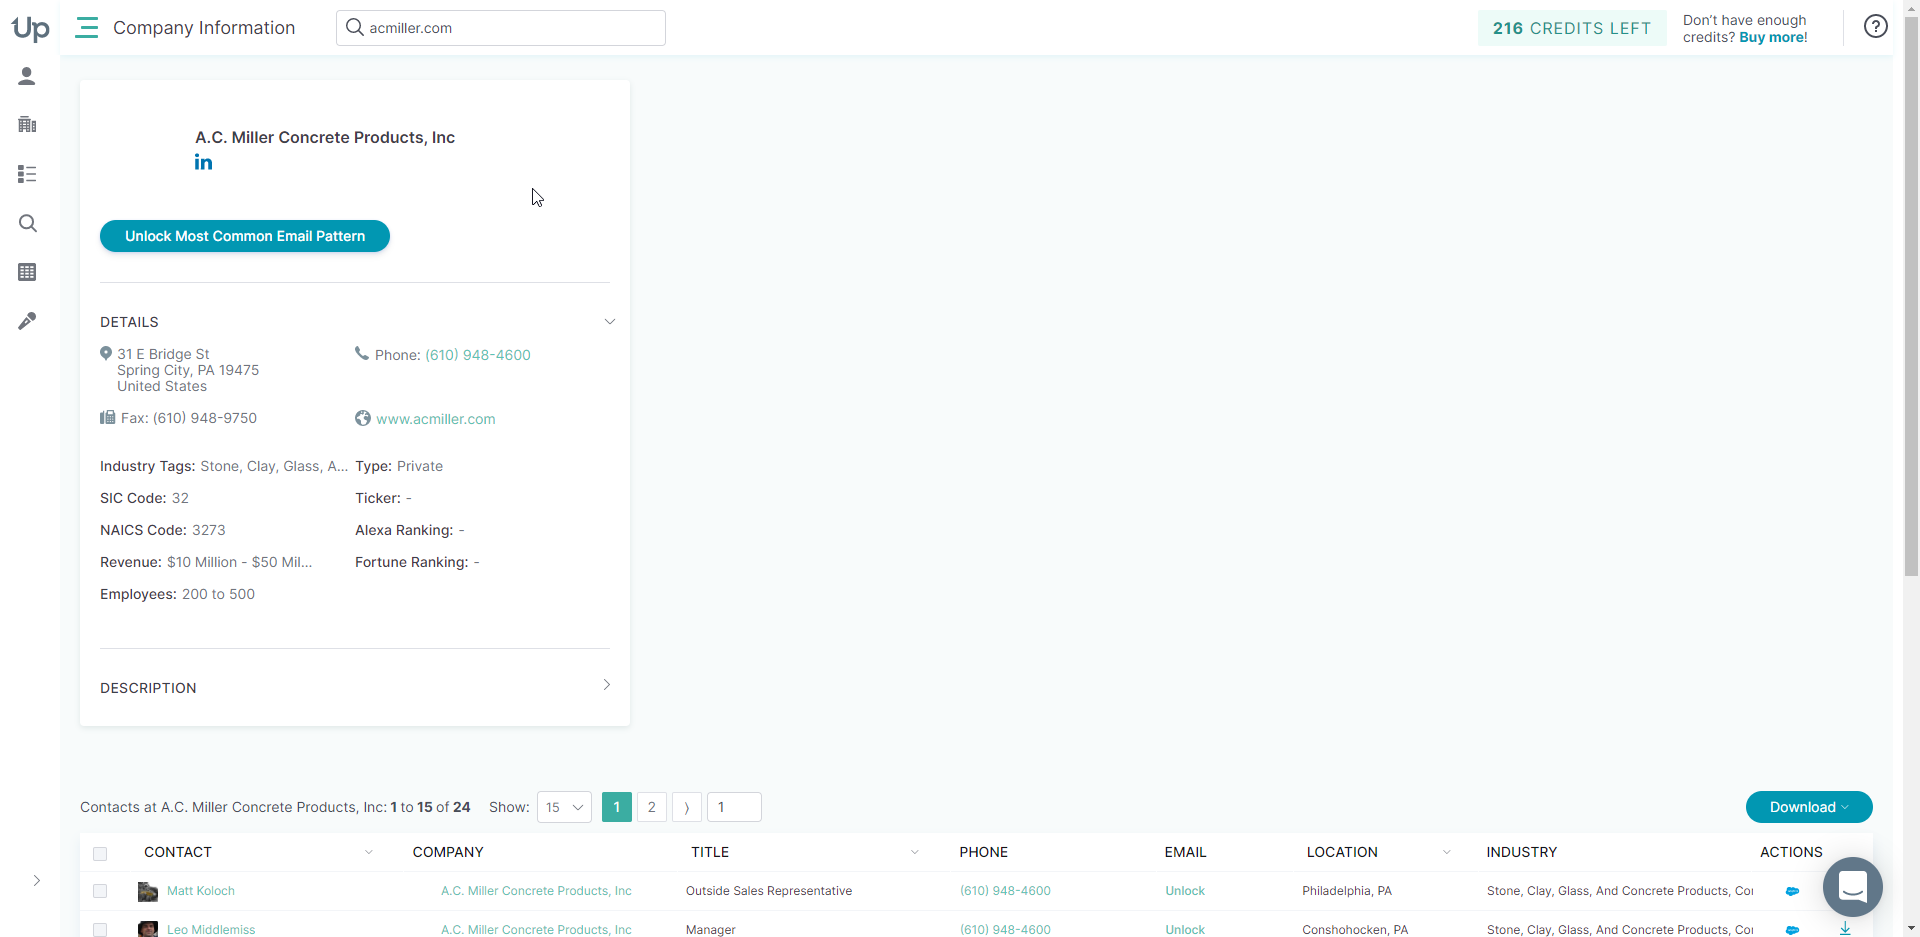 Up
Company Information
acmiller.com
216 CREDITS LEFT
Don't have enough
credits? Buy more!
?
A.C. Miller Concrete Products, Inc
in
Unlock Most Common Email Pattern
DETAILS
31 E Bridge St
Spring City, PA 19475
United States
Phone: (610) 948-4600
Fax: (610) 948-9750
www.acmiller.com
Industry Tags: Stone, Clay, Glass, A... Type: Private
SIC Code: 32 Ticker: -
NAICS Code: 3273 Alexa Ranking: -
Revenue: $10 Million - $50 Mil... Fortune Ranking: -
Employees: 200 to 500
DESCRIPTION
Contacts at A.C. Miller Concrete Products, Inc: 1 to 15 of 24 Show: 15 1 2 ⟩ 1 Download
CONTACT COMPANY TITLE PHONE EMAIL LOCATION INDUSTRY ACTIONS
Matt Koloch A.C. Miller Concrete Products, Inc Outside Sales Representative (610) 948-4600 Unlock Philadelphia, PA Stone, Clay, Glass, And Concrete Products, Cor
Leo Middlemiss A.C. Miller Concrete Products, Inc Manager (610) 948-4600 Unlock Conshohocken, PA Stone, Clay, Glass, And Concrete Products, Cor